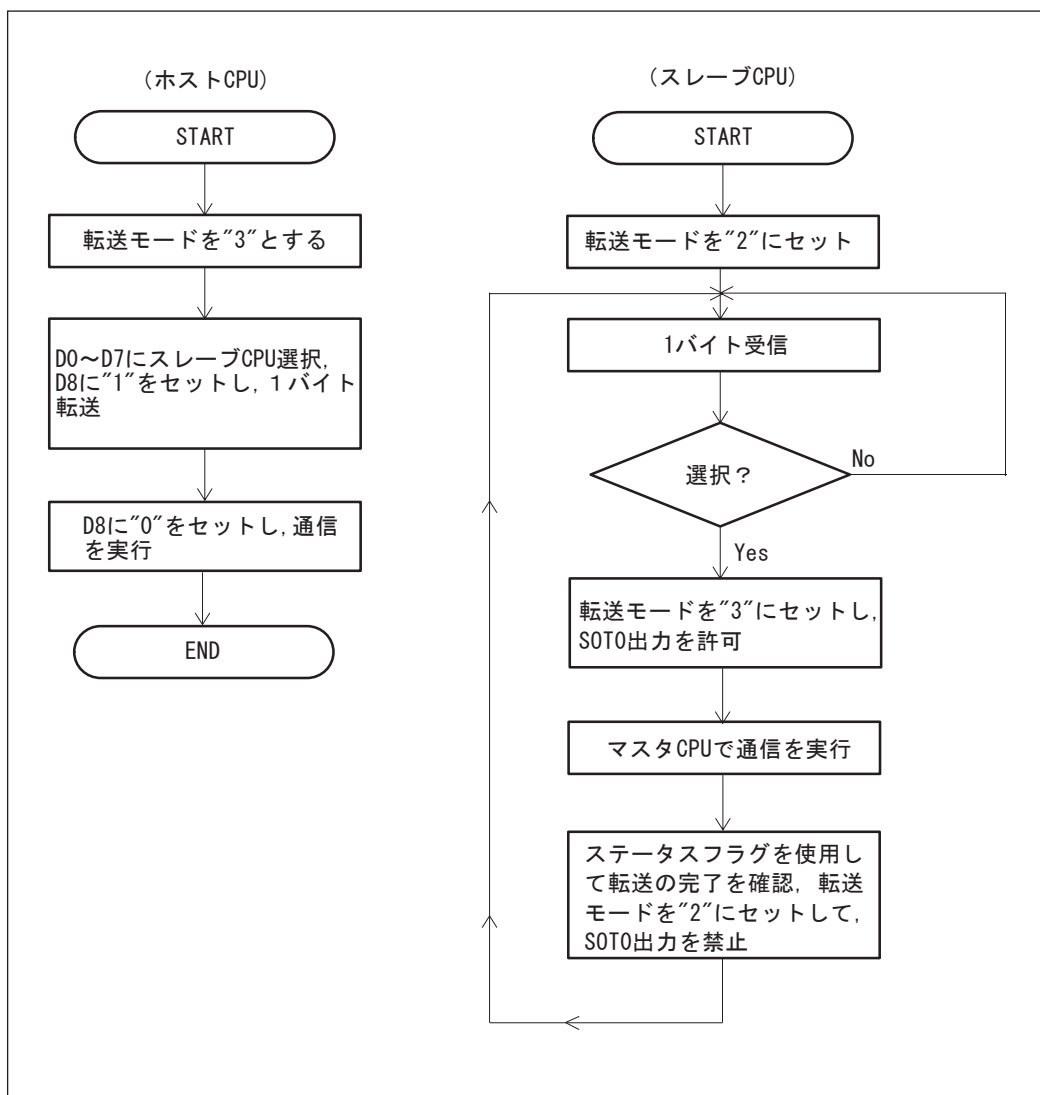 (ホストCPU)
START
転送モードを"3"とする
D0～D7にスレーブCPU選択,
D8に"1"をセットし, 1バイト
転送
D8に"0"をセットし, 通信
を実行
END
(スレーブCPU)
START
転送モードを"2"にセット
1バイト受信
選択？
No
Yes
転送モードを"3"にセットし,
SOT0出力を許可
マスタCPUで通信を実行
ステータスフラグを使用し
て転送の完了を確認, 転送
モードを"2"にセットして,
SOT0出力を禁止